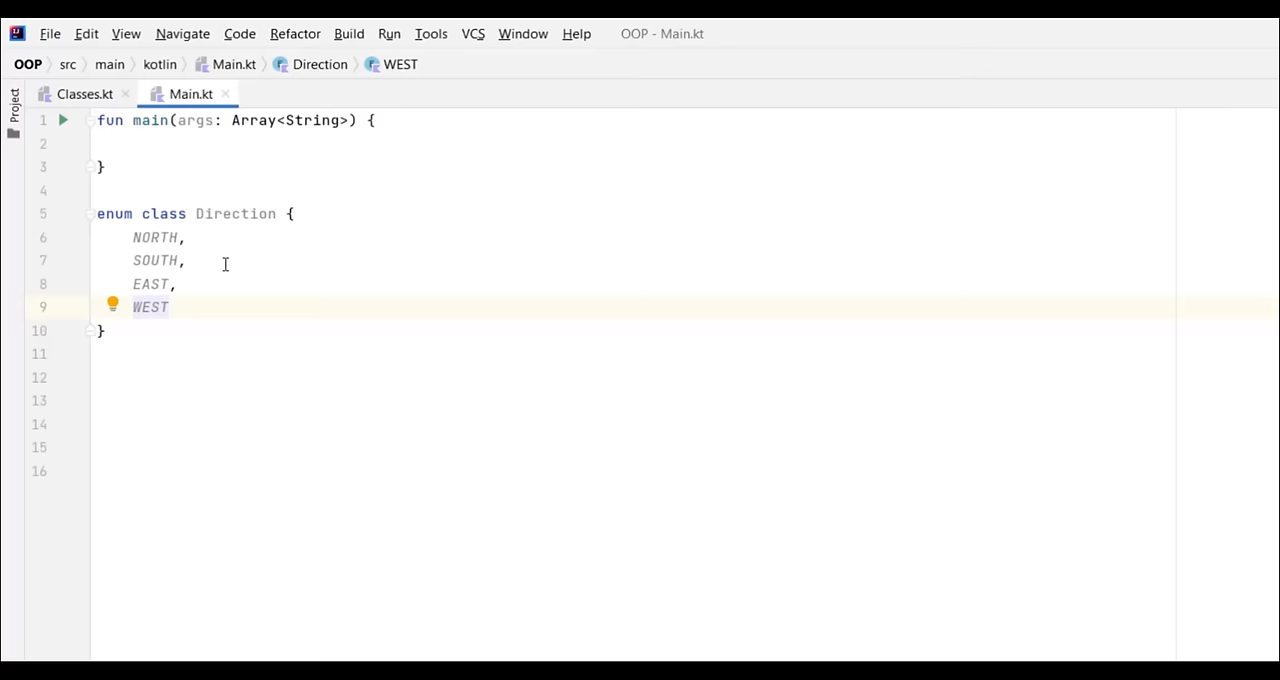 File Edit View Navigate Code Refactor Build Run Tools VCS Window Help OOP - Main.kt
OOP src main kotlin Main.kt Direction WEST
Classes.kt Main.kt
Project
1 fun main(args: Array<String>) {
2
3 }
4
5 enum class Direction {
6 NORTH,
7 SOUTH,
8 EAST,
9 WEST
10 }
11
12
13
14
15
16